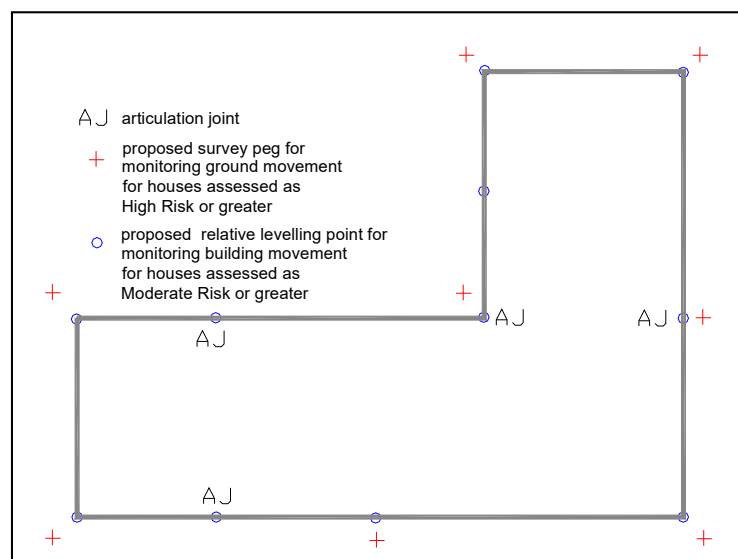 AJ articulation joint
proposed survey peg for
monitoring ground movement
for houses assessed as
High Risk or greater
proposed relative levelling point for
monitoring building movement
for houses assessed as
Moderate Risk or greater
AJ
AJ
AJ
AJ